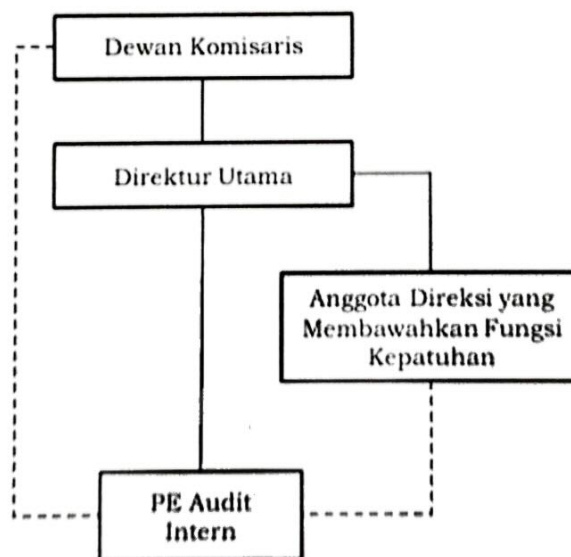 Dewan Komisaris
Direktur Utama
Anggota Direksi yang
Membawahkan Fungsi
Kepatuhan
PE Audit
Intern